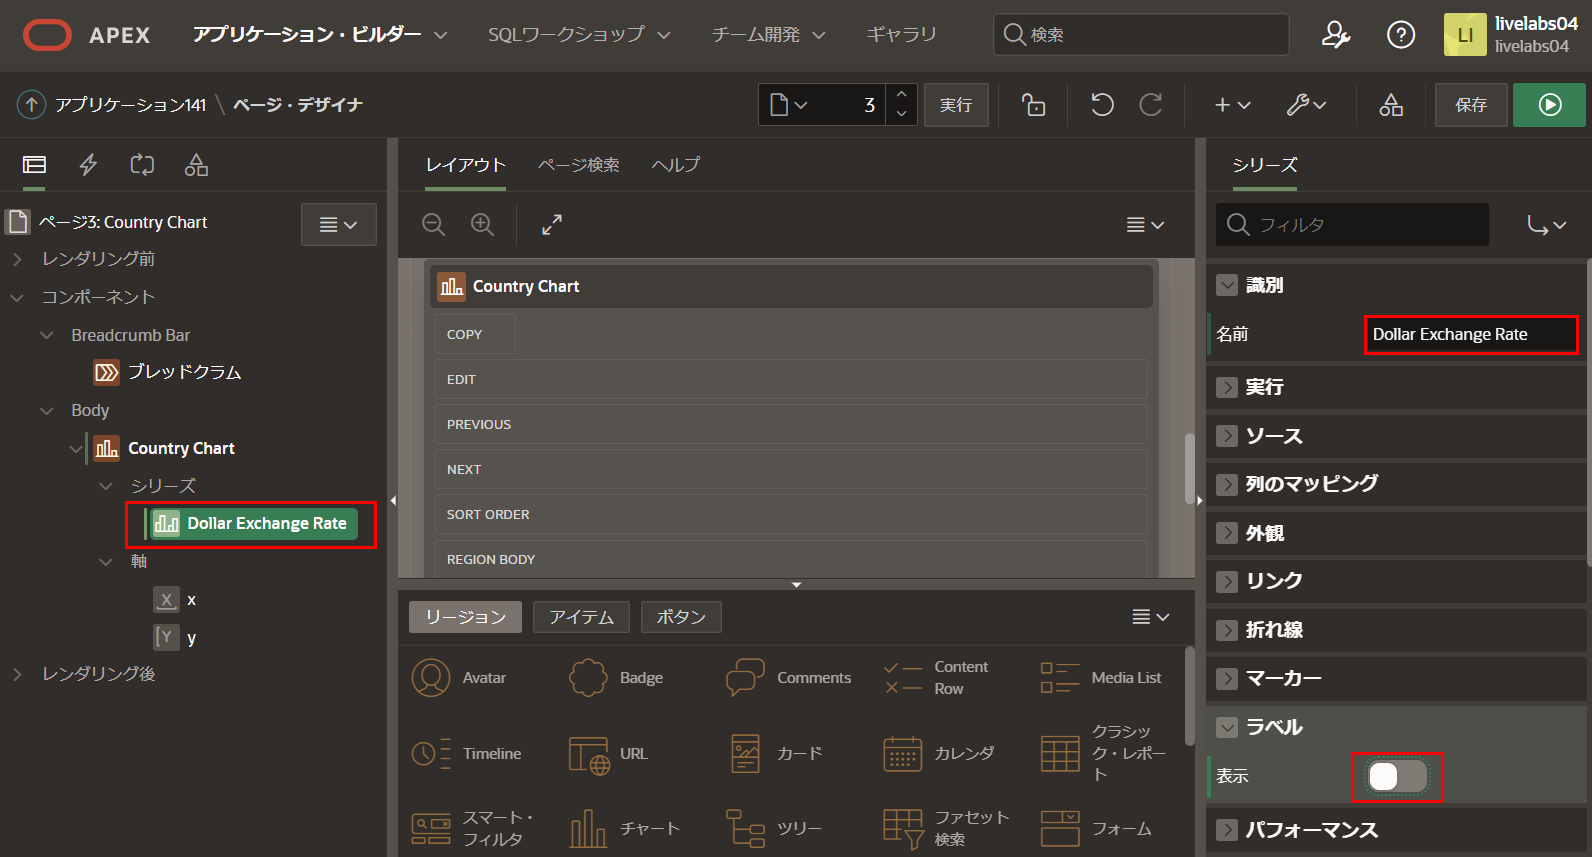 APEX
アプリケーション・ビルダー
SQLワークショップ
チーム開発
ギャラリ
検索
LI
livelabs04
livelabs04
アプリケーション141 \ ページ・デザイナ
3
実行
保存
ページ3: Country Chart
レンダリング前
コンポーネント
Breadcrumb Bar
ブレッドクラム
Body
Country Chart
シリーズ
Dollar Exchange Rate
軸
X
x
Y
y
レンダリング後
レイアウト
ページ検索
ヘルプ
Country Chart
COPY
EDIT
PREVIOUS
NEXT
SORT ORDER
REGION BODY
リージョン
アイテム
ボタン
Avatar
Badge
Comments
Content
Row
Media List
Timeline
URL
カード
カレンダ
クラシッ
ク・レポー
ト
スマート・
フィルタ
チャート
ツリー
ファセット
検索
フォーム
シリーズ
フィルタ
識別
名前
Dollar Exchange Rate
実行
ソース
列のマッピング
外観
リンク
折れ線
マーカー
ラベル
表示
パフォーマンス